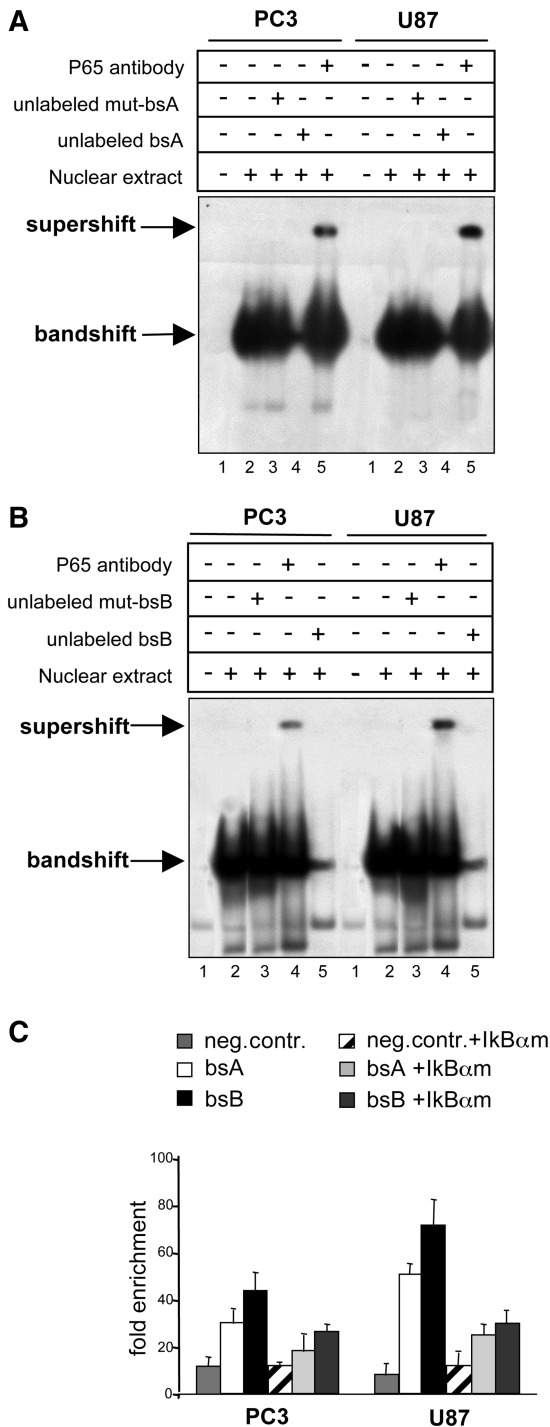 A
PC3 U87
P65 antibody - - - - + - - - - +
unlabeled mut-bsA - - + - - - - + - -
unlabeled bsA - - - + - - - - + -
Nuclear extract - + + + + - + + + +
supershift
bandshift
1 2 3 4 5 1 2 3 4 5
B
PC3 U87
P65 antibody - - - + - - - - + -
unlabeled mut-bsB - - + - - - - + - -
unlabeled bsB - - - - + - - - - +
Nuclear extract - + + + + - + + + +
supershift
bandshift
1 2 3 4 5 1 2 3 4 5
C
neg.contr. neg.contr.+IkBαm
bsA bsA +IkBαm
bsB bsB +IkBαm
fold enrichment
100
80
60
40
20
0
PC3 U87